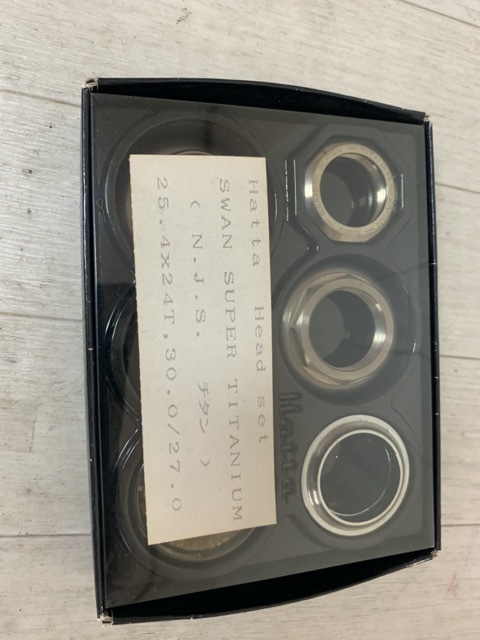 Hatta Head set
SWAN SUPER TITANIUM
( N.J.S. チタン )
25.4X24T,30.0/27.0
Hatta